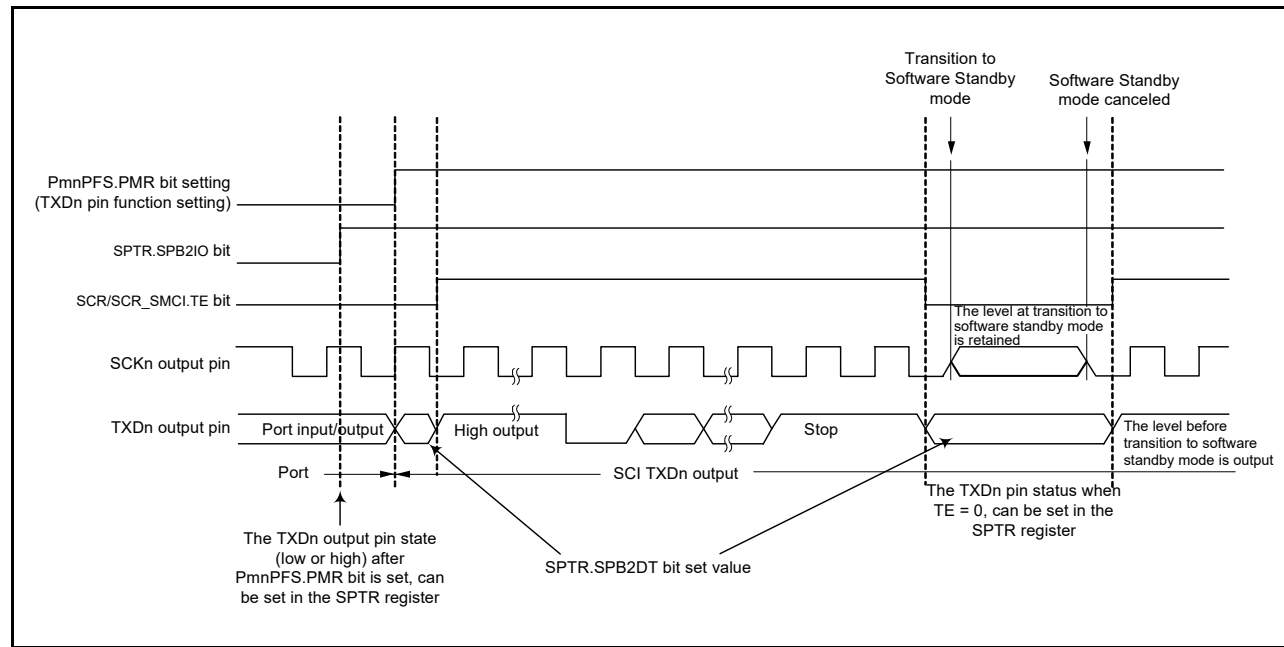 Transition to
Software Standby
mode
Software Standby
mode canceled
PmnPFS.PMR bit setting
(TXDn pin function setting)
SPTR.SPB2IO bit
SCR/SCR_SMCI.TE bit
The level at transition to
software standby mode
is retained
SCKn output pin
TXDn output pin
Port input/output
High output
Stop
The level before
transition to software
standby mode is output
Port
SCI TXDn output
The TXDn pin status when
TE = 0, can be set in the
SPTR register
The TXDn output pin state
(low or high) after
PmnPFS.PMR bit is set, can
be set in the SPTR register
SPTR.SPB2DT bit set value